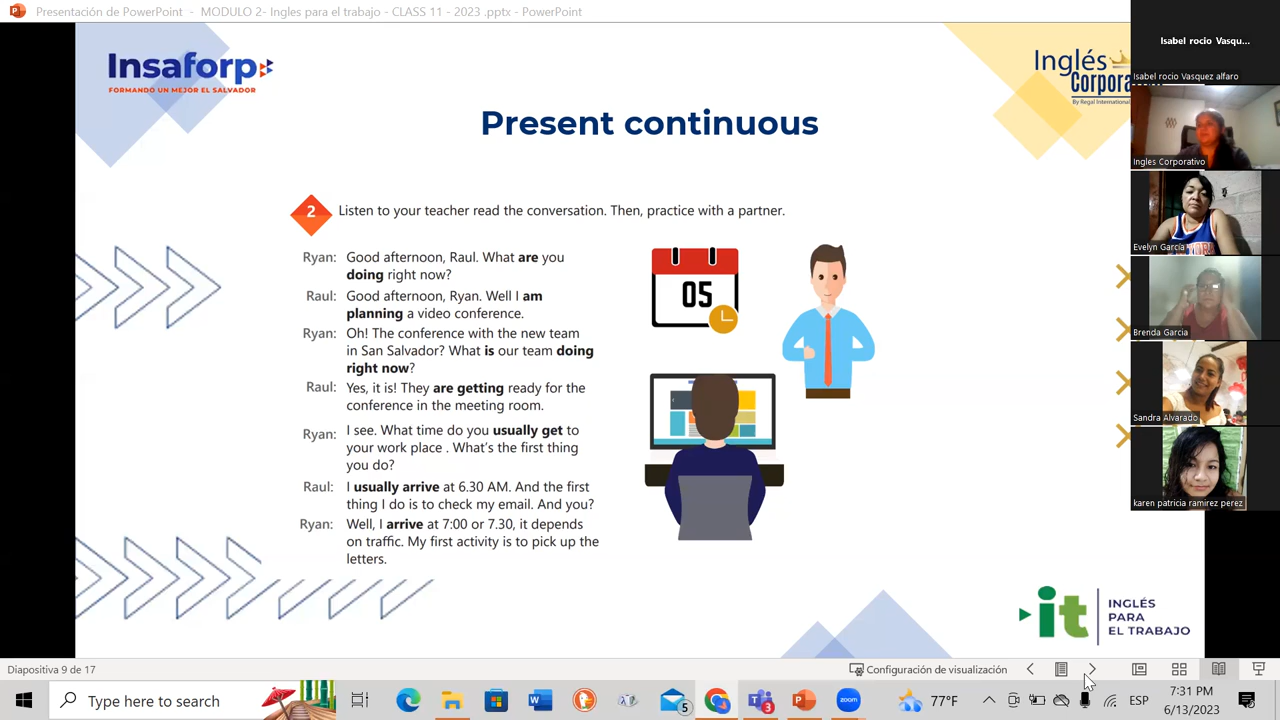 Presentación de PowerPoint - MODULO 2- Ingles para el trabajo - CLASS 11 - 2023 .pptx - PowerPoint
Insaforp
FORMANDO UN MEJOR EL SALVADOR
Inglés
Corpora
By Regal International
Present continuous
2 Listen to your teacher read the conversation. Then, practice with a partner.
Ryan: Good afternoon, Raul. What are you
doing right now?
Raul: Good afternoon, Ryan. Well I am
planning a video conference.
Ryan: Oh! The conference with the new team
in San Salvador? What is our team doing
right now?
Raul: Yes, it is! They are getting ready for the
conference in the meeting room.
Ryan: I see. What time do you usually get to
your work place . What's the first thing
you do?
Raul: I usually arrive at 6.30 AM. And the first
thing I do is to check my email. And you?
Ryan: Well, I arrive at 7:00 or 7.30, it depends
on traffic. My first activity is to pick up the
letters.
05
it
INGLÉS
PARA
EL TRABAJO
Isabel rocio Vasqu...
Isabel rocio Vasquez alfaro
Ingles Corporativo
Evelyn García
Brenda Garcia
Sandra Alvarado
karen patricia ramirez perez
Diapositiva 9 de 17
Configuración de visualización
Type here to search
5
3
zoom
77°F
ESP
7:31 PM
6/13/2023